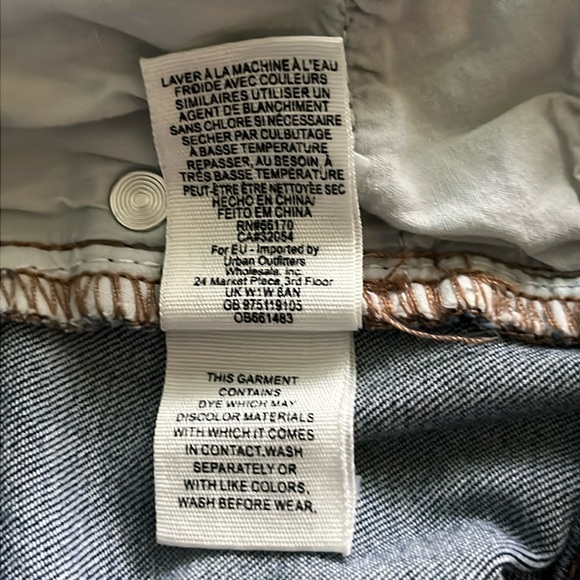 LAVER À LA MACHINE À L'EAU
FROIDE AVEC COULEURS
SIMILAIRES UTILISER UN
AGENT DE BLANCHIMENT
SANS CHLORE SI NÉCESSAIRE
SECHER PAR CULBUTAGE
À BASSE TEMPERATURE
REPASSER, AU BESOIN, À
TRÈS BASSE TEMPÉRATURE
PEUT-ÊTRE ÊTRE NETTOYÉE SEC
HECHO EN CHINA/
FEITO EM CHINA
RN#66170
CA#32054
For EU - Imported by
Urban Outfitters
Wholesale, Inc.
24 Market Place, 3rd Floor
UK W1W 8AN
GB 975119105
OB661483
THIS GARMENT
CONTAINS
DYE WHICH MAY
DISCOLOR MATERIALS
WITH WHICH IT COMES
IN CONTACT, WASH
SEPARATELY OR
WITH LIKE COLORS,
WASH BEFORE WEAR.